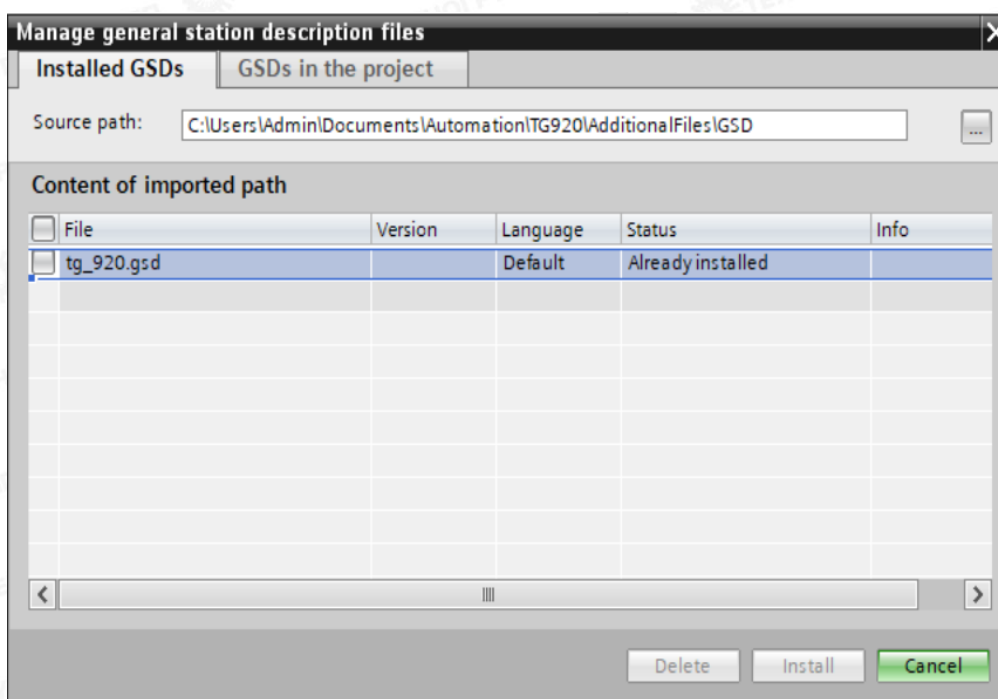 Manage general station description files
Installed GSDs GSDs in the project
Source path: C:\Users\Admin\Documents\Automation\TG920\AdditionalFiles\GSD ...
Content of imported path
File Version Language Status Info
tg_920.gsd Default Already installed
Delete Install Cancel